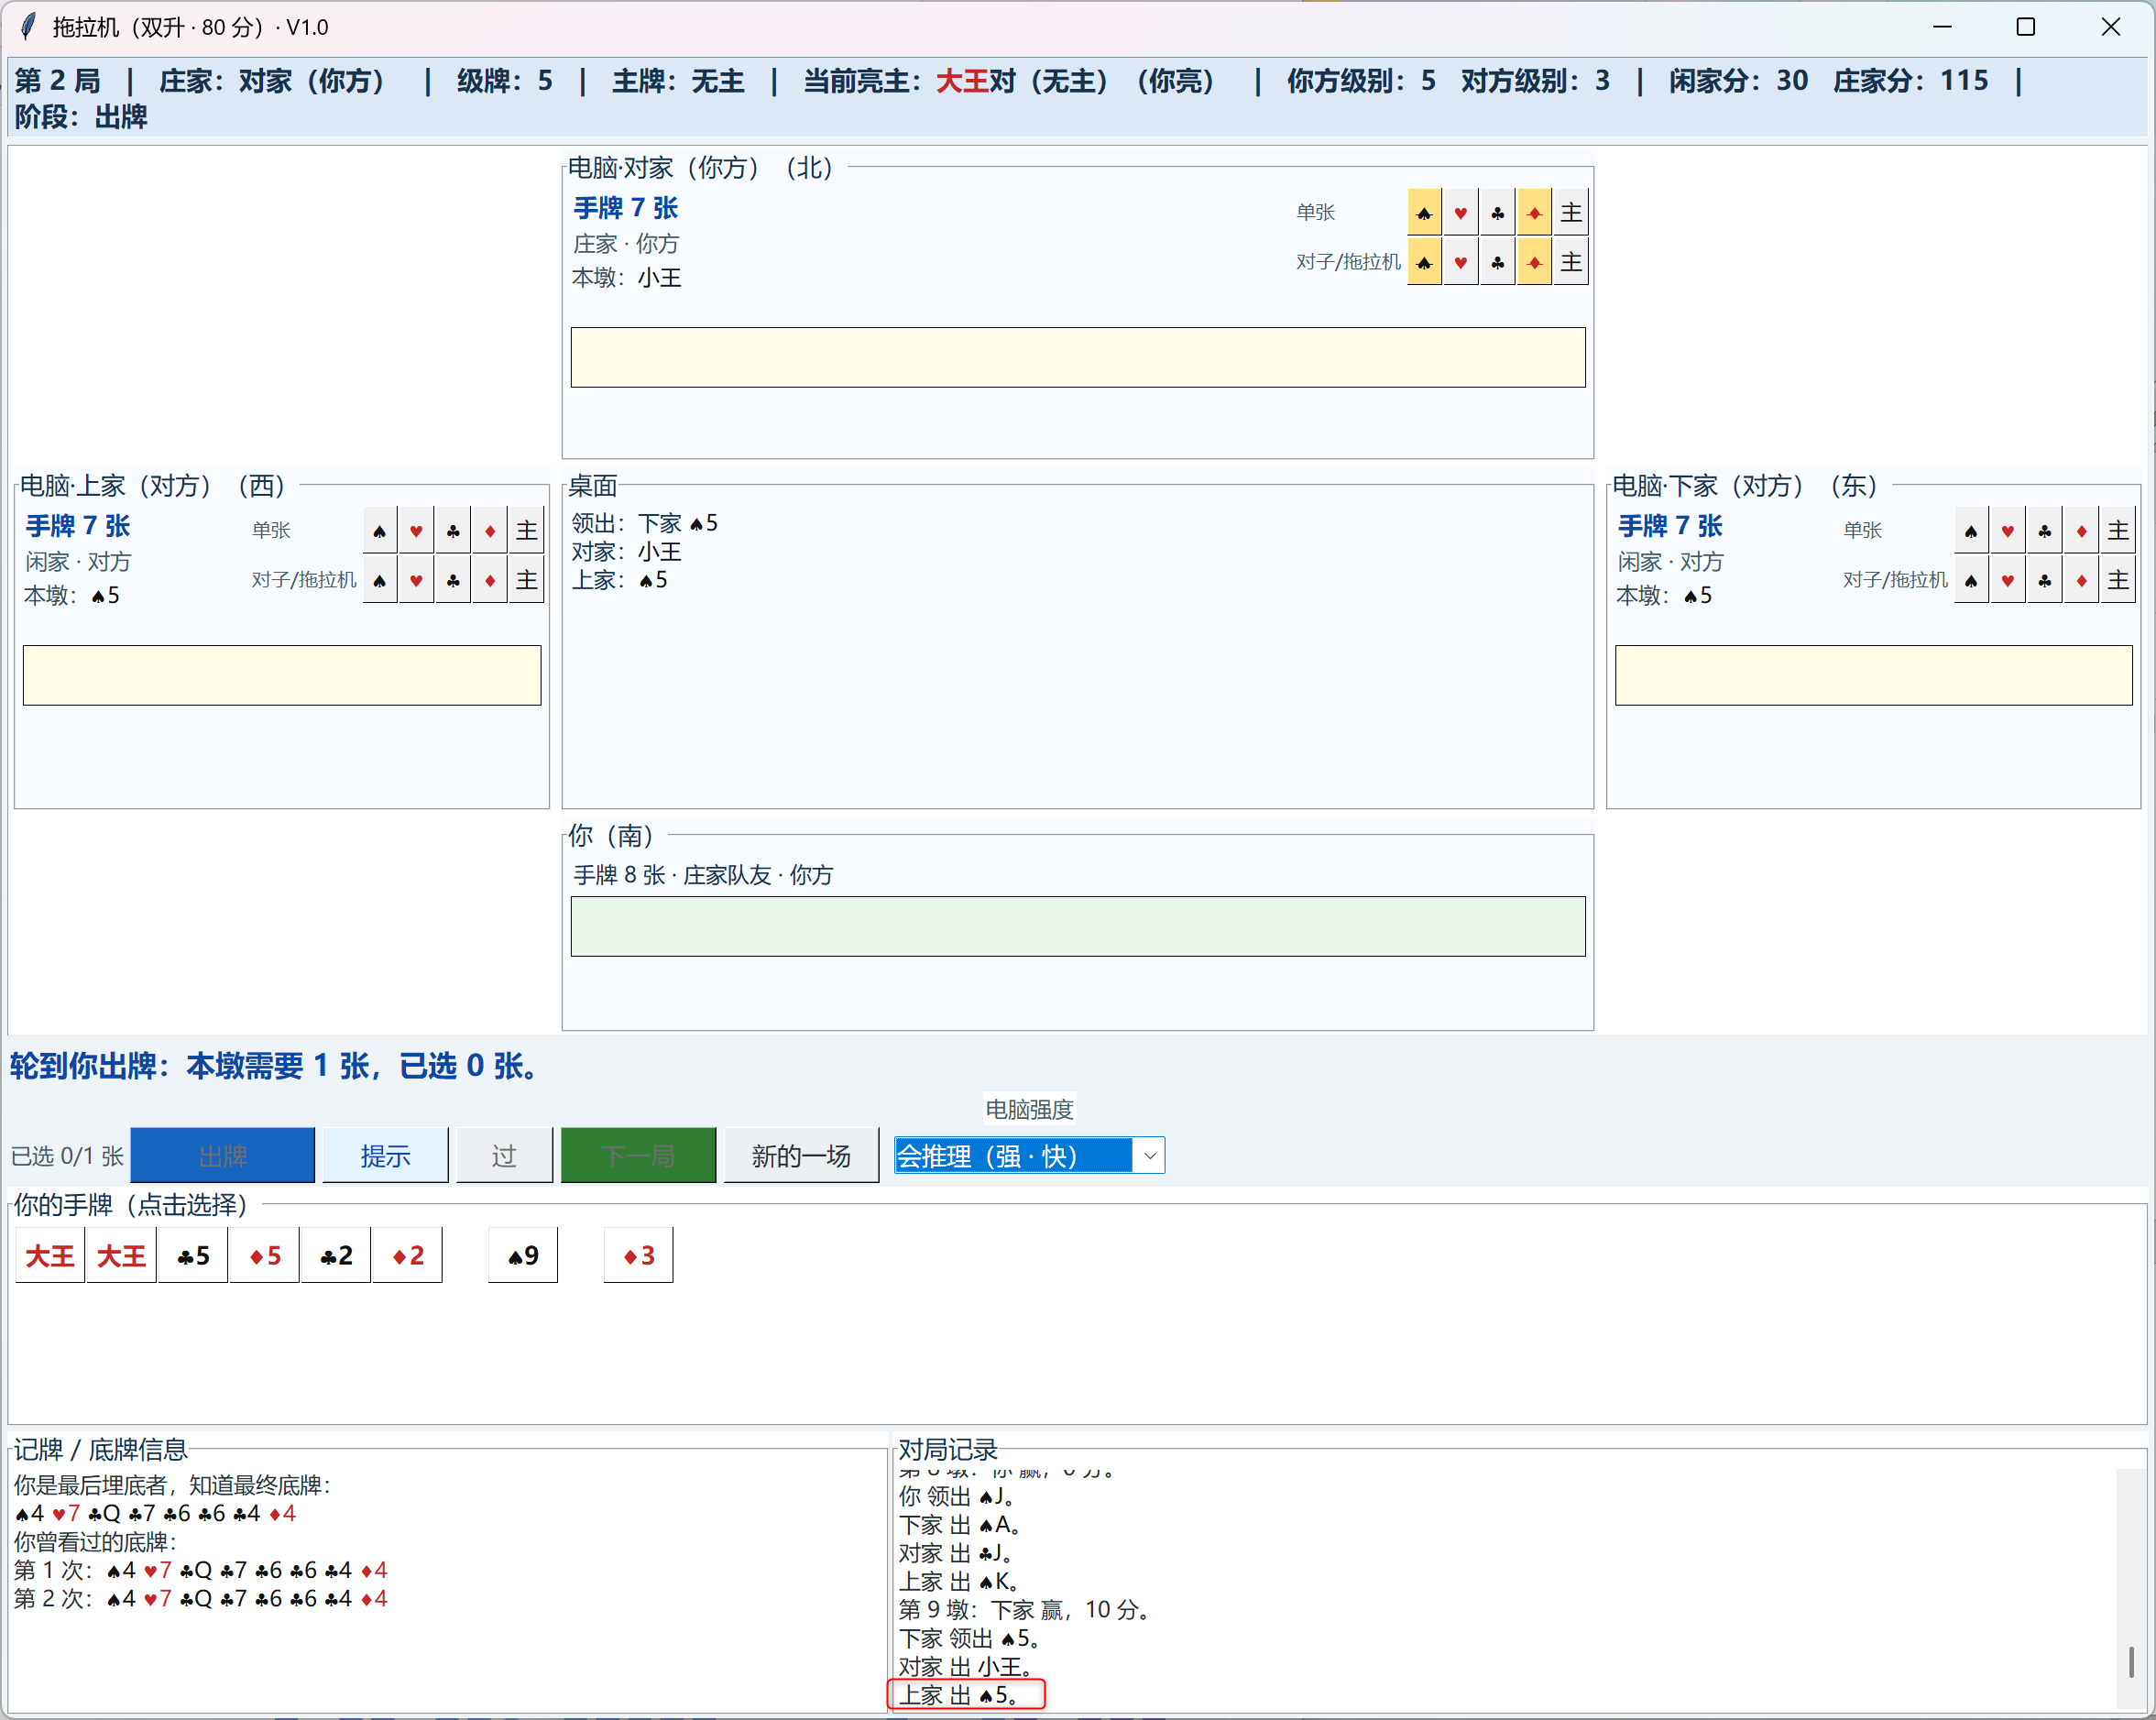 拖拉机（双升 · 80 分）· V1.0
第 2 局 | 庄家：对家（你方） | 级牌：5 | 主牌：无主 | 当前亮主：大王对（无主）（你亮） | 你方级别：5 对方级别：3 | 闲家分：30 庄家分：115 |
阶段：出牌
电脑·对家（你方）（北）
手牌 7 张
庄家 · 你方
本墩：小王
单张 ♠ ♥ ♣ ♦ 主
对子/拖拉机 ♠ ♥ ♣ ♦ 主
电脑·上家（对方）（西）
手牌 7 张
闲家 · 对方
本墩：♠5
单张 ♠ ♥ ♣ ♦ 主
对子/拖拉机 ♠ ♥ ♣ ♦ 主
桌面
领出：下家 ♠5
对家：小王
上家：♠5
电脑·下家（对方）（东）
手牌 7 张
闲家 · 对方
本墩：♠5
单张 ♠ ♥ ♣ ♦ 主
对子/拖拉机 ♠ ♥ ♣ ♦ 主
你（南）
手牌 8 张 · 庄家队友 · 你方
轮到你出牌：本墩需要 1 张，已选 0 张。
电脑强度
已选 0/1 张 出牌 提示 过 下一局 新的一场 会推理（强 · 快）
你的手牌（点击选择）
大王 大王 ♣5 ♦5 ♣2 ♦2 ♠9 ♦3
记牌 / 底牌信息
你是最后埋底者，知道最终底牌：
♠4 ♥7 ♣Q ♣7 ♣6 ♣6 ♣4 ♦4
你曾看过的底牌：
第 1 次：♠4 ♥7 ♣Q ♣7 ♣6 ♣6 ♣4 ♦4
第 2 次：♠4 ♥7 ♣Q ♣7 ♣6 ♣6 ♣4 ♦4
对局记录
你 领出 ♠J。
下家 出 ♠A。
对家 出 ♣J。
上家 出 ♠K。
第 9 墩：下家 赢，10 分。
下家 领出 ♠5。
对家 出 小王。
上家 出 ♠5。